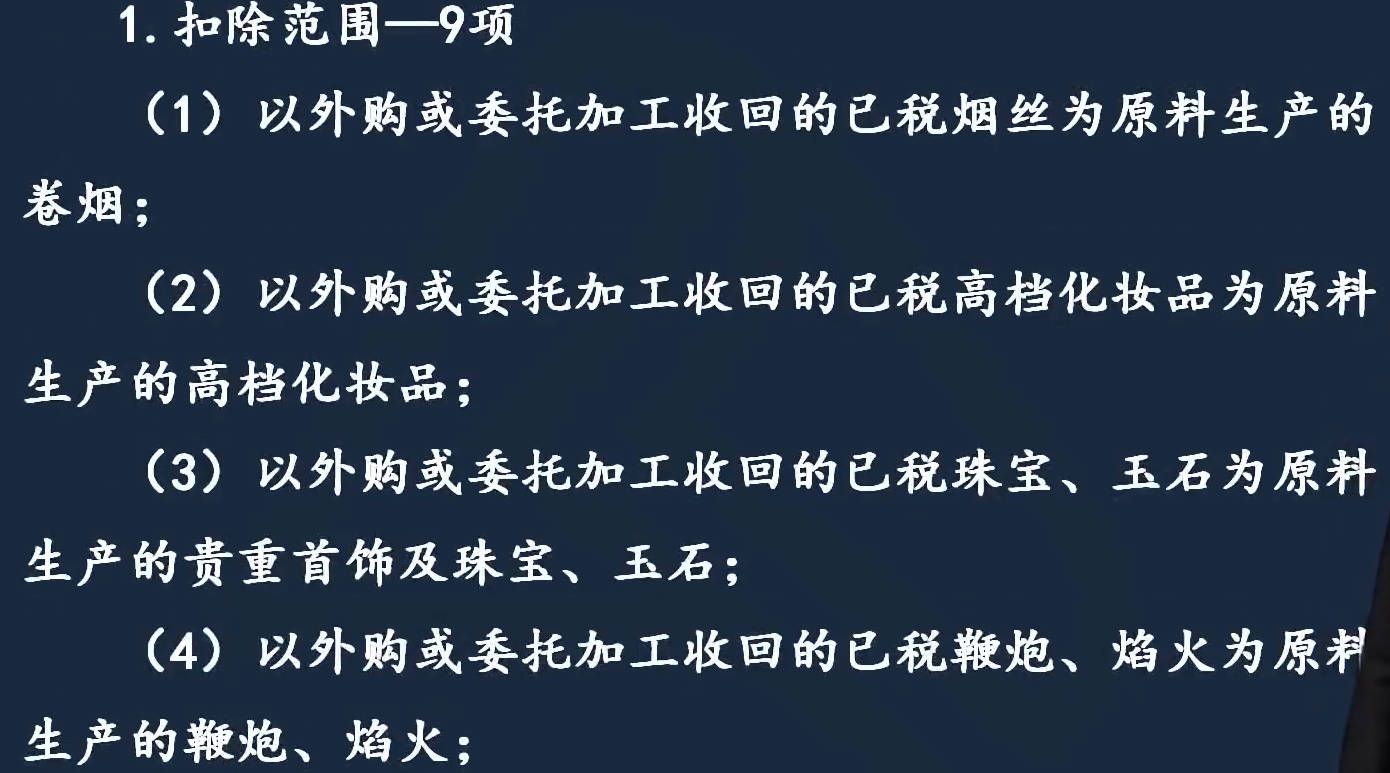 1.扣除范围—9项
（1）以外购或委托加工收回的已税烟丝为原料生产的
卷烟；
（2）以外购或委托加工收回的已税高档化妆品为原料
生产的高档化妆品；
（3）以外购或委托加工收回的已税珠宝、玉石为原料
生产的贵重首饰及珠宝、玉石；
（4）以外购或委托加工收回的已税鞭炮、焰火为原料
生产的鞭炮、焰火；